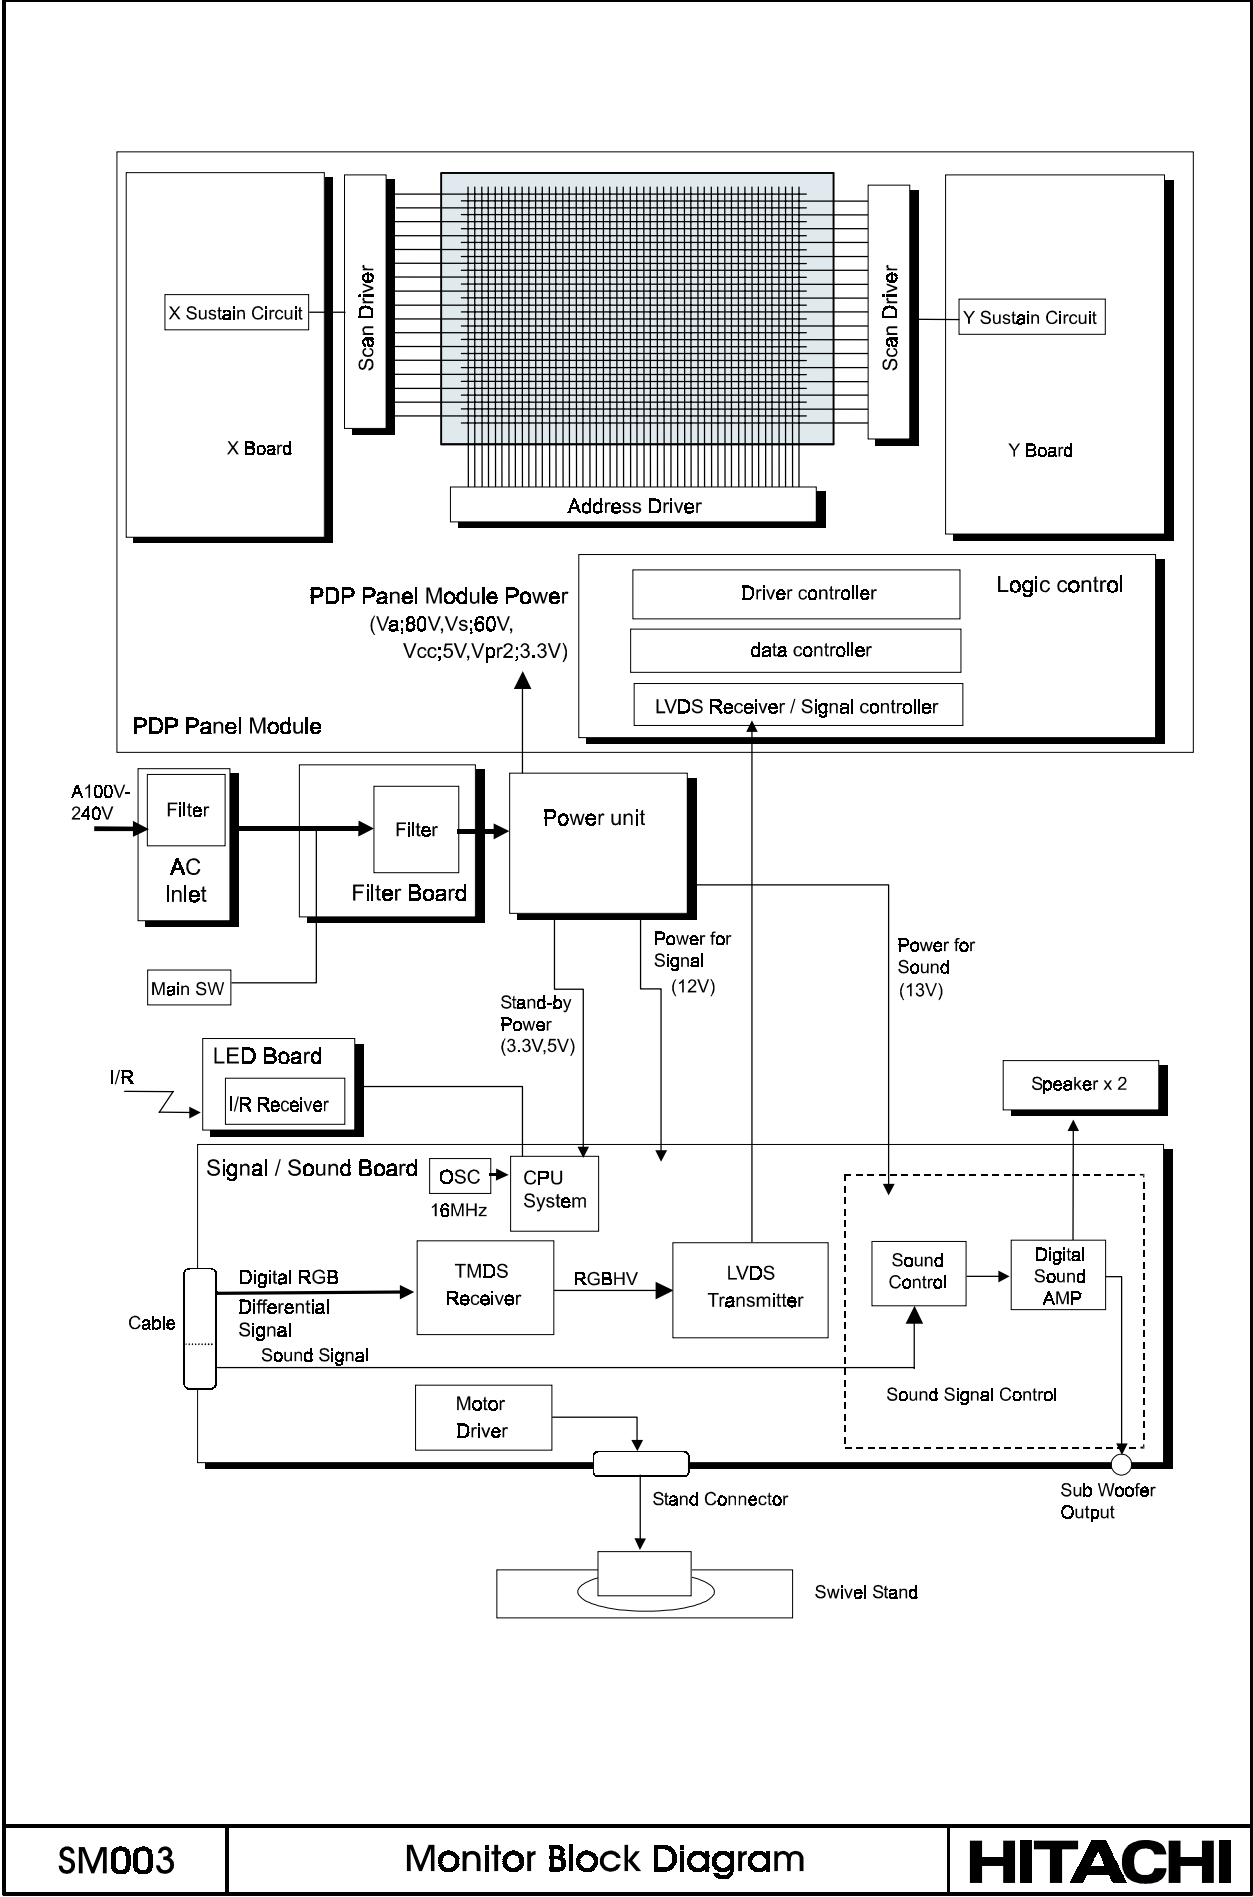 X Sustain Circuit
X Board
Scan Driver
Scan Driver
Y Sustain Circuit
Y Board
Address Driver
PDP Panel Module Power
(Va;80V,Vs;60V,
Vcc;5V,Vpr2;3.3V)
Logic control
Driver controller
data controller
LVDS Receiver / Signal controller
PDP Panel Module
A100V-
240V
Filter
AC
Inlet
Filter
Filter Board
Power unit
Main SW
Power for
Signal
(12V)
Power for
Sound
(13V)
Stand-by
Power
(3.3V,5V)
LED Board
I/R
I/R Receiver
Speaker x 2
Signal / Sound Board
OSC
16MHz
CPU
System
Digital RGB
Differential
Signal
TMDS
Receiver
RGBHV
LVDS
Transmitter
Sound
Control
Digital
Sound
AMP
Cable
Sound Signal
Sound Signal Control
Motor
Driver
Stand Connector
Sub Woofer
Output
Swivel Stand
SM003
Monitor Block Diagram
HITACHI